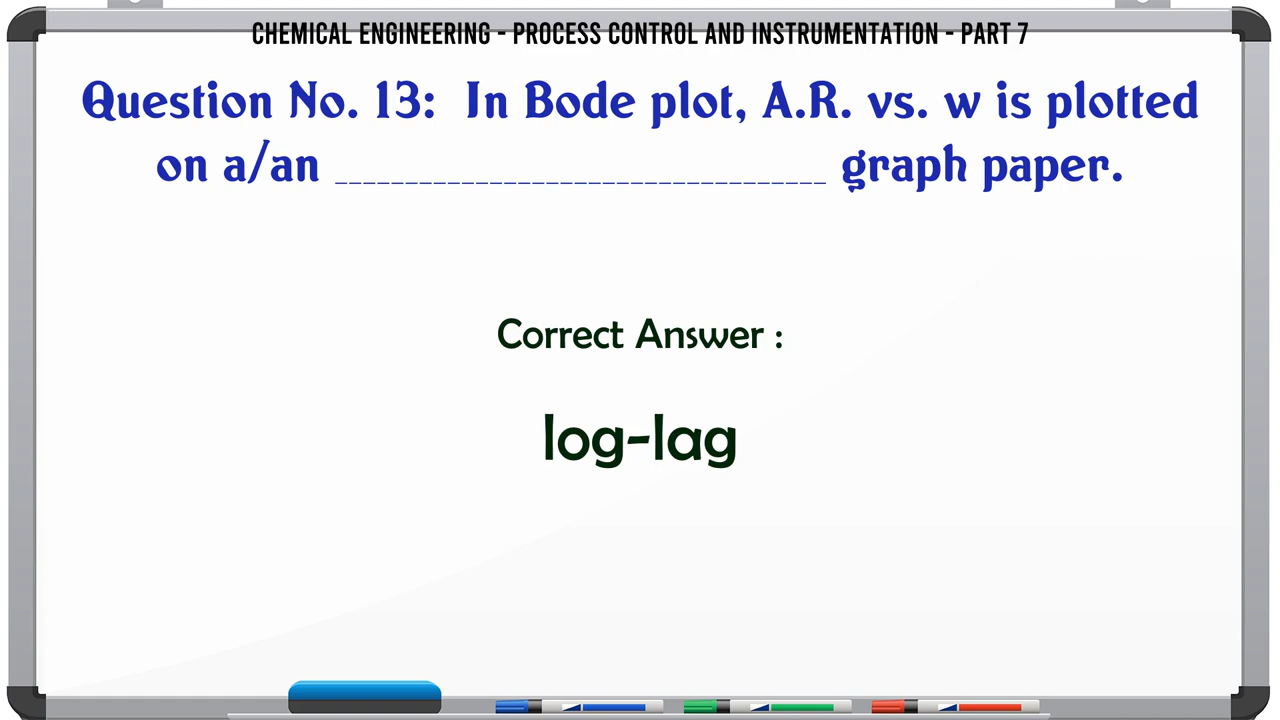 CHEMICAL ENGINEERING - PROCESS CONTROL AND INSTRUMENTATION - PART 7
Question No. 13: In Bode plot, A.R. vs. w is plotted
on a/an ___________________________________ graph paper.
Correct Answer :
log-lag